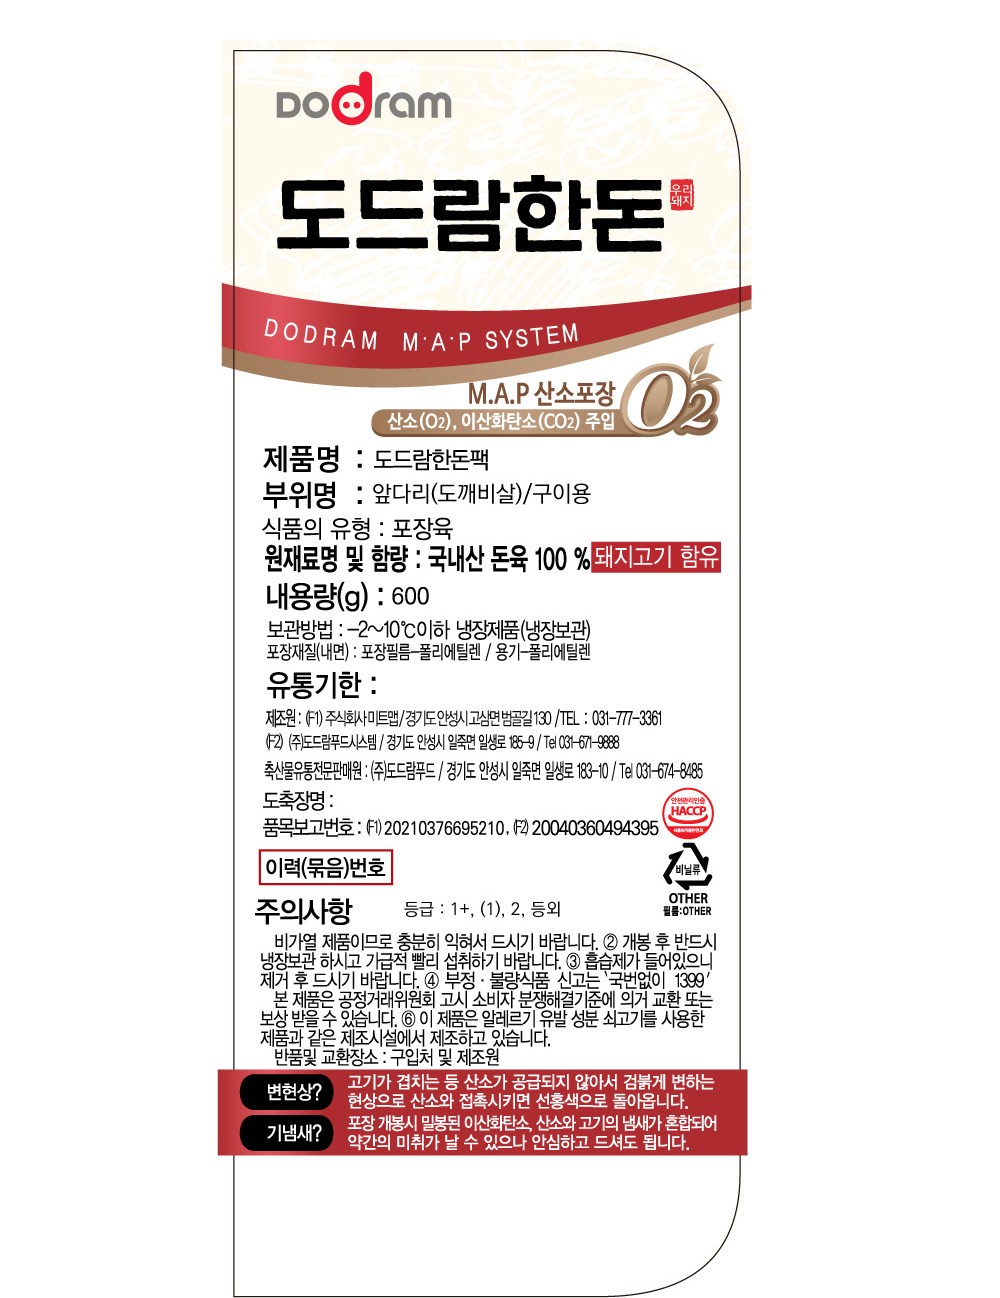 Dodram
도드람한돈
우리
돼지
DODRAM M·A·P SYSTEM
M.A.P 산소포장
O2
산소(O2), 이산화탄소(CO2) 주입
제품명 : 도드람한돈팩
부위명 : 앞다리(도깨비살)/구이용
식품의 유형 : 포장육
원재료명 및 함량 : 국내산 돈육 100 % 돼지고기 함유
내용량(g) : 600
보관방법 : -2~10℃이하 냉장제품(냉장보관)
포장재질(내면) : 포장필름-폴리에틸렌 / 용기-폴리에틸렌
유통기한 :
제조원 : (F1) 주식회사 미트맵/경기도 안성시 고삼면 범골길 130 /TEL : 031-777-3361
(F2) (주)도드람푸드시스템 / 경기도 안성시 일죽면 일생로 185-9 / Tel 031-671-9888
축산물유통전문판매원 : (주)도드람푸드 / 경기도 안성시 일죽면 일생로 183-10 / Tel 031-674-8485
도축장명 :
품목보고번호 : (F1) 20210376695210, (F2) 20040360494395
안전관리인증
HACCP
이력(묶음)번호
비닐류
OTHER
필름:OTHER
주의사항 등급 : 1+, (1), 2, 등외
비가열 제품이므로 충분히 익혀서 드시기 바랍니다. ② 개봉 후 반드시
냉장보관 하시고 가급적 빨리 섭취하기 바랍니다. ③ 흡습제가 들어있으니
제거 후 드시기 바랍니다. ④ 부정 · 불량식품 신고는 '국번없이 1399'
본 제품은 공정거래위원회 고시 소비자 분쟁해결기준에 의거 교환 또는
보상 받을 수 있습니다. ⑥ 이 제품은 알레르기 유발 성분 쇠고기를 사용한
제품과 같은 제조시설에서 제조하고 있습니다.
반품및 교환장소 : 구입처 및 제조원
변현상? 고기가 겹치는 등 산소가 공급되지 않아서 검붉게 변하는
현상으로 산소와 접촉시키면 선홍색으로 돌아옵니다.
기냄새? 포장 개봉시 밀봉된 이산화탄소, 산소와 고기의 냄새가 혼합되어
약간의 미취가 날 수 있으나 안심하고 드셔도 됩니다.